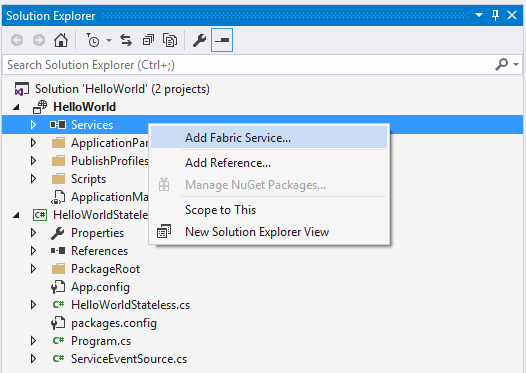 Solution Explorer
Search Solution Explorer (Ctrl+;)
Solution 'HelloWorld' (2 projects)
HelloWorld
Services
Add Fabric Service...
ApplicationPar
Add Reference...
PublishProfiles
Manage NuGet Packages...
Scripts
ApplicationMa
Scope to This
C# HelloWorldStateless
New Solution Explorer View
Properties
References
PackageRoot
App.config
C# HelloWorldStateless.cs
packages.config
C# Program.cs
C# ServiceEventSource.cs